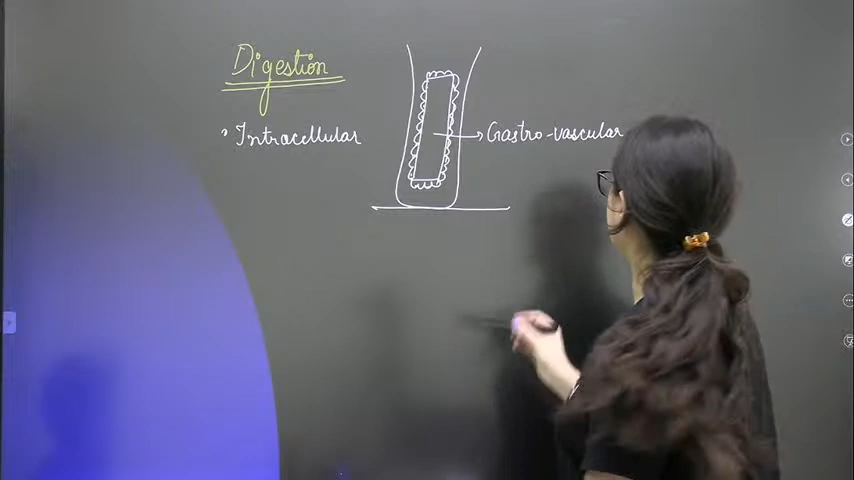 Digestion
• Intracellular
Gastro-vascular